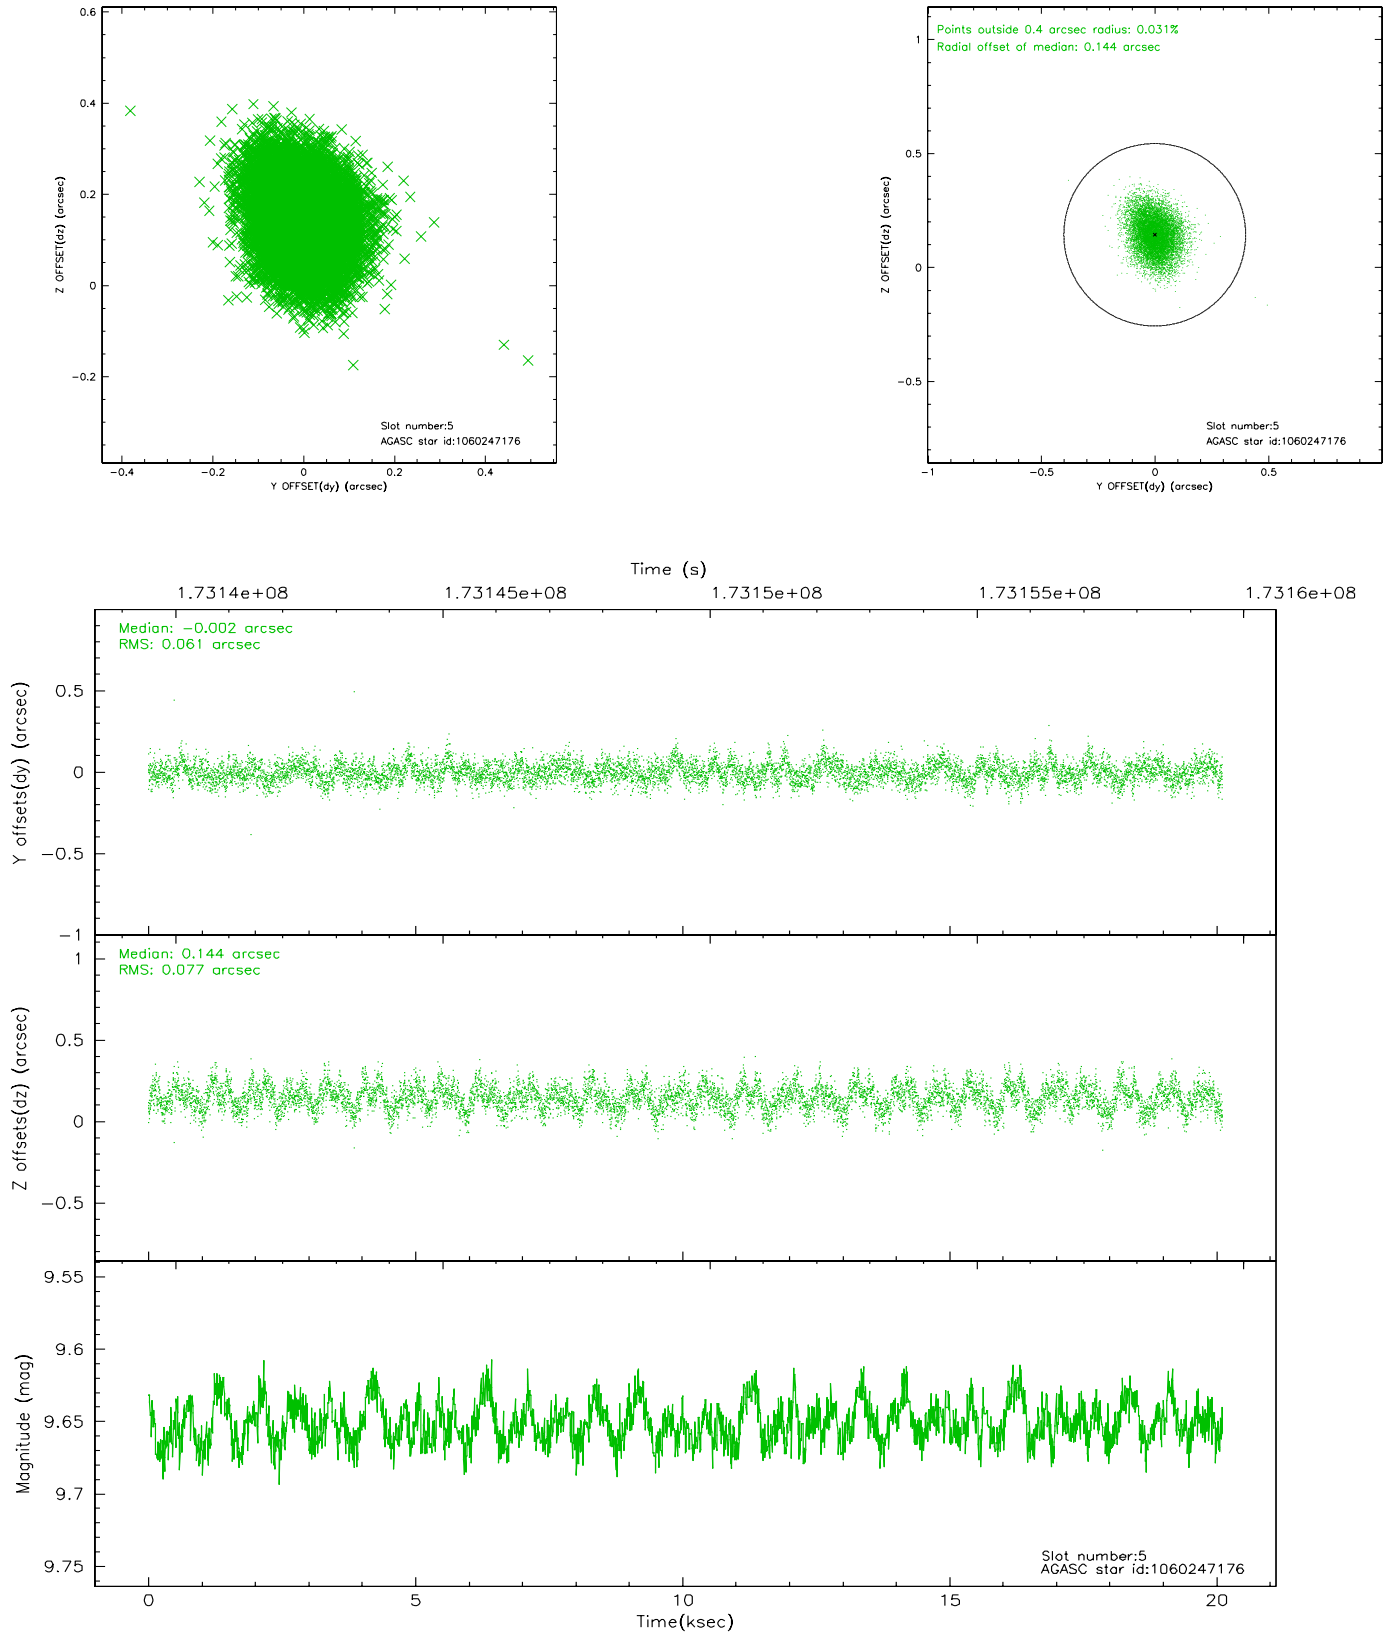 0.6
0.4
0.2
0
−0.2
Z OFFSET(dz) (arcsec)
Slot number:5
AGASC star id:1060247176
−0.4 −0.2 0 0.2 0.4
Y OFFSET(dy) (arcsec)
Points outside 0.4 arcsec radius: 0.031%
Radial offset of median: 0.144 arcsec
1
0.5
0
−0.5
Z OFFSET(dz) (arcsec)
Slot number:5
AGASC star id:1060247176
−1 −0.5 0 0.5
Y OFFSET(dy) (arcsec)
Time (s)
1.7314e+08 1.73145e+08 1.7315e+08 1.73155e+08 1.7316e+08
Median: −0.002 arcsec
RMS: 0.061 arcsec
0.5
0
−0.5
−1
Y offsets(dy) (arcsec)
Median: 0.144 arcsec
RMS: 0.077 arcsec
1
0.5
0
−0.5
Z offsets(dz) (arcsec)
9.55
9.6
9.65
9.7
9.75
Magnitude (mag)
Slot number:5
AGASC star id:1060247176
0 5 10 15 20
Time(ksec)